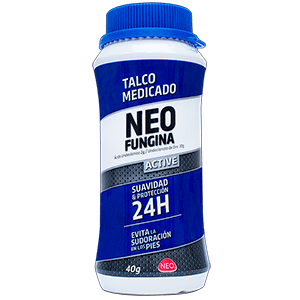 TALCO
MEDICADO
NEO
FUNGINA
ACTIVE
SUAVIDAD
& PROTECCIÓN
24H
EVITA LA
SUDORACIÓN
EN LOS PIES
40g
NEO